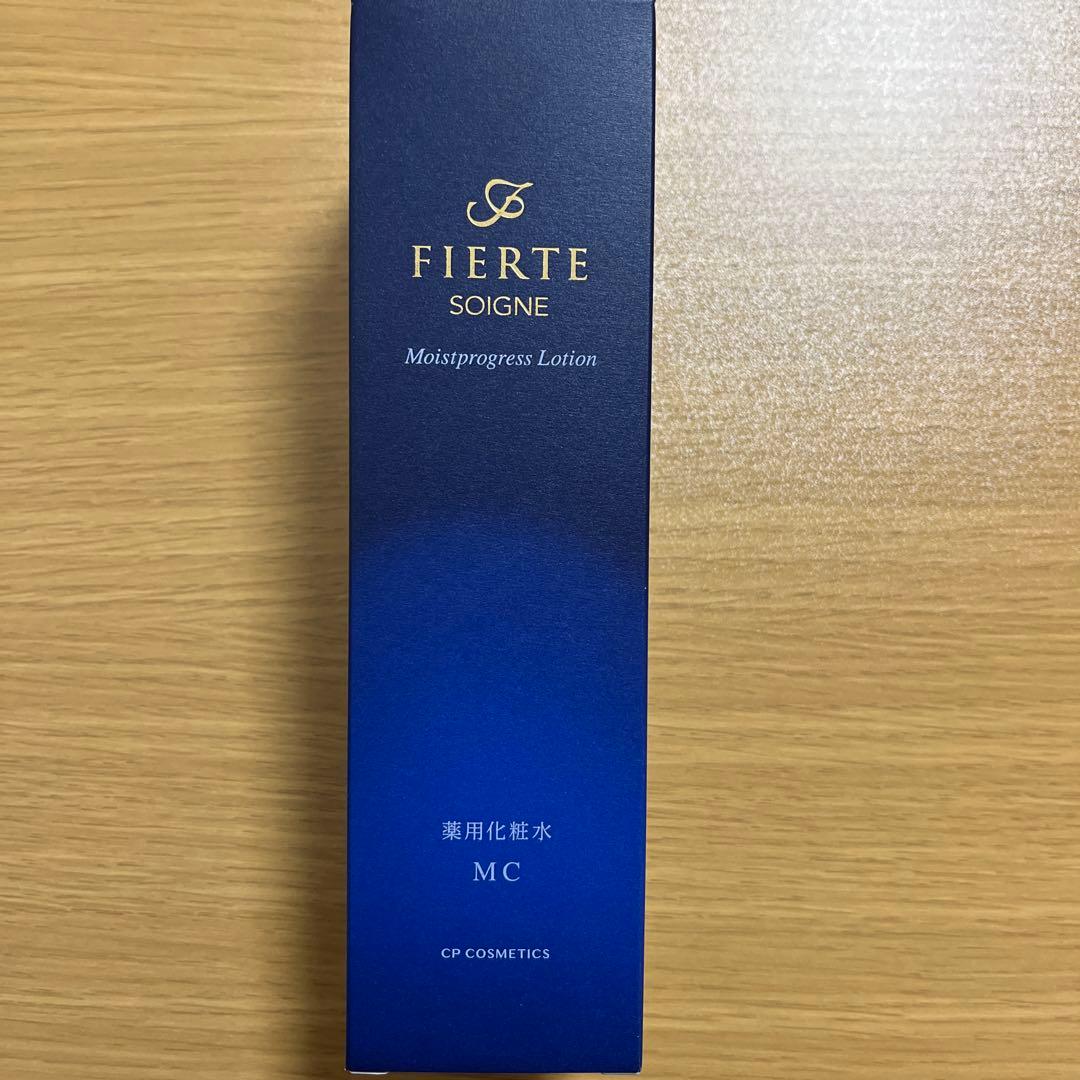 FIERTE
SOIGNE
Moistprogress Lotion
薬用化粧水
MC
CP COSMETICS